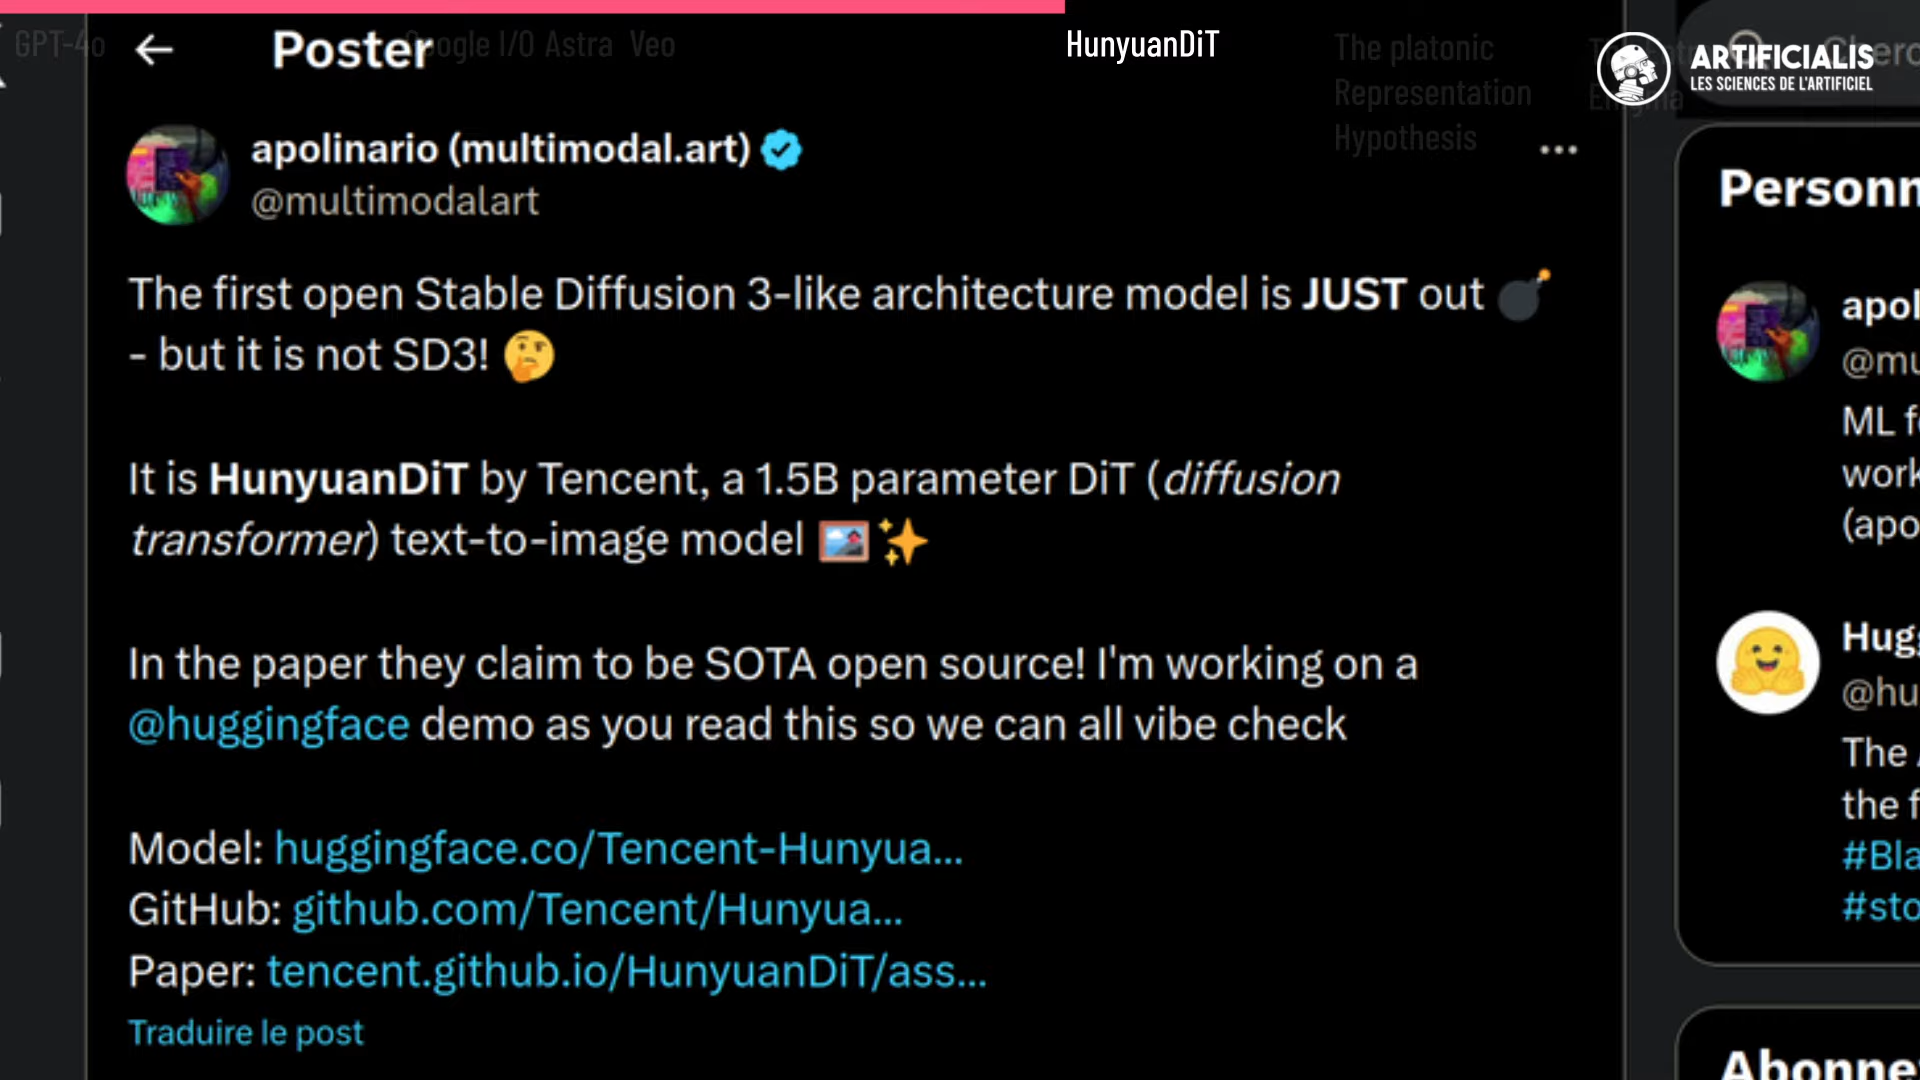 GPT-4o
Google I/O Astra Veo
HunyuanDiT
The platonic
Representation
Hypothesis
ARTIFICIALIS
LES SCIENCES DE L'ARTIFICIEL
Poster
apolinario (multimodal.art)
@multimodalart
The first open Stable Diffusion 3-like architecture model is JUST out 💣
- but it is not SD3! 🤔
It is HunyuanDiT by Tencent, a 1.5B parameter DiT (diffusion
transformer) text-to-image model 🖼️✨
In the paper they claim to be SOTA open source! I'm working on a
@huggingface demo as you read this so we can all vibe check
Model: huggingface.co/Tencent-Hunyua...
GitHub: github.com/Tencent/Hunyua...
Paper: tencent.github.io/HunyuanDiT/ass...
Traduire le post
Personn
apol
@mu
ML f
work
(apo
Hugg
@hu
The
the f
#Bla
#sto
Abonne